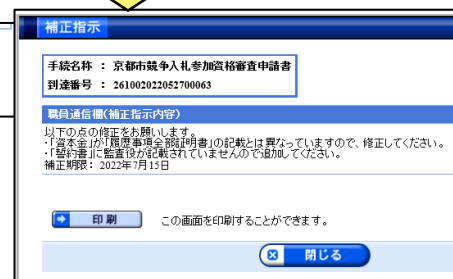 補正指示
手続名称 ： 京都市競争入札参加資格審査申請書
到達番号 ： 261002022052700063
職員通信欄(補正指示内容)
以下の点の修正をお願いします。
・「資本金」が「履歴事項全部証明書」の記載とは異なっていますので、修正してください。
・「誓約書」に監査役が記載されていませんので追加してください。
補正期限： 2022年7月15日
印刷 この画面を印刷することができます。
閉じる